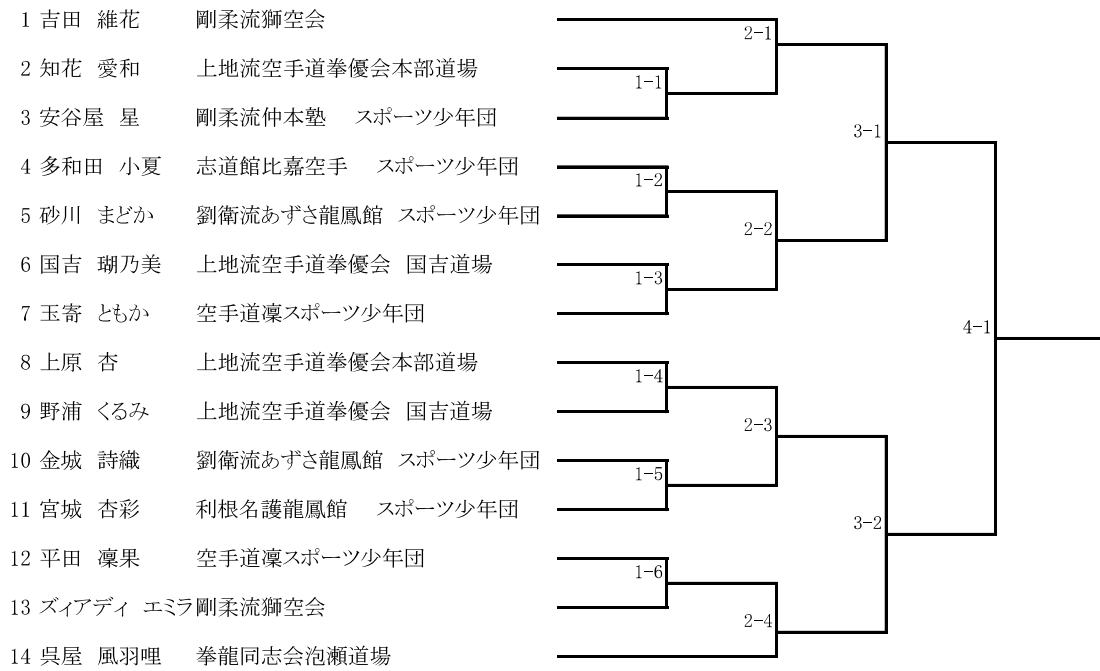 1 吉田 維花 剛柔流獅空会
2-1
2 知花 愛和 上地流空手道拳優会本部道場
1-1
3 安谷屋 星 剛柔流仲本塾 スポーツ少年団
3-1
4 多和田 小夏 志道館比嘉空手 スポーツ少年団
1-2
5 砂川 まどか 劉衛流あずさ龍鳳館 スポーツ少年団
2-2
6 国吉 瑚乃美 上地流空手道拳優会 国吉道場
1-3
7 玉寄 ともか 空手道凜スポーツ少年団
4-1
8 上原 杏 上地流空手道拳優会本部道場
1-4
9 野浦 くるみ 上地流空手道拳優会 国吉道場
2-3
10 金城 詩織 劉衛流あずさ龍鳳館 スポーツ少年団
1-5
11 宮城 杏彩 利根名護龍鳳館 スポーツ少年団
3-2
12 平田 凜果 空手道凜スポーツ少年団
1-6
13 ズィアディ エミラ 剛柔流獅空会
2-4
14 呉屋 風羽哩 拳龍同志会泡瀬道場